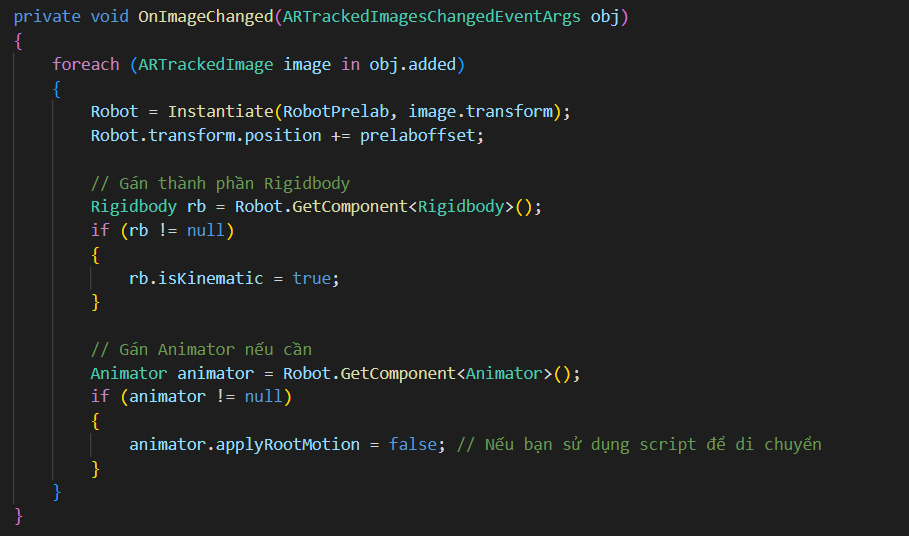 private void OnImageChanged(ARTrackedImagesChangedEventArgs obj)
{
    foreach (ARTrackedImage image in obj.added)
    {
        Robot = Instantiate(RobotPrelab, image.transform);
        Robot.transform.position += prelaboffset;

        // Gán thành phần Rigidbody
        Rigidbody rb = Robot.GetComponent<Rigidbody>();
        if (rb != null)
        {
            rb.isKinematic = true;
        }

        // Gán Animator nếu cần
        Animator animator = Robot.GetComponent<Animator>();
        if (animator != null)
        {
            animator.applyRootMotion = false; // Nếu bạn sử dụng script để di chuyển
        }
    }
}